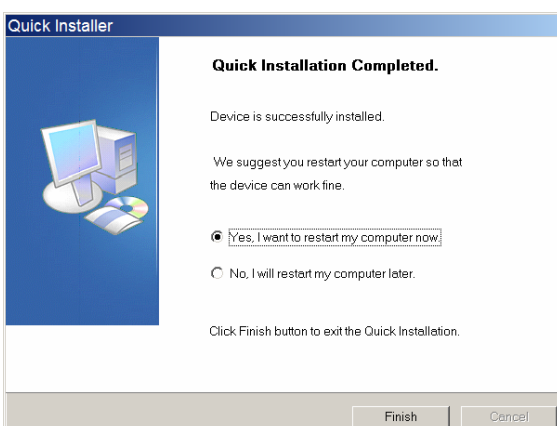 Quick Installer
Quick Installation Completed.
Device is successfully installed.
We suggest you restart your computer so that
the device can work fine.
Yes, I want to restart my computer now.
No, I will restart my computer later.
Click Finish button to exit the Quick Installation.
Finish
Cancel